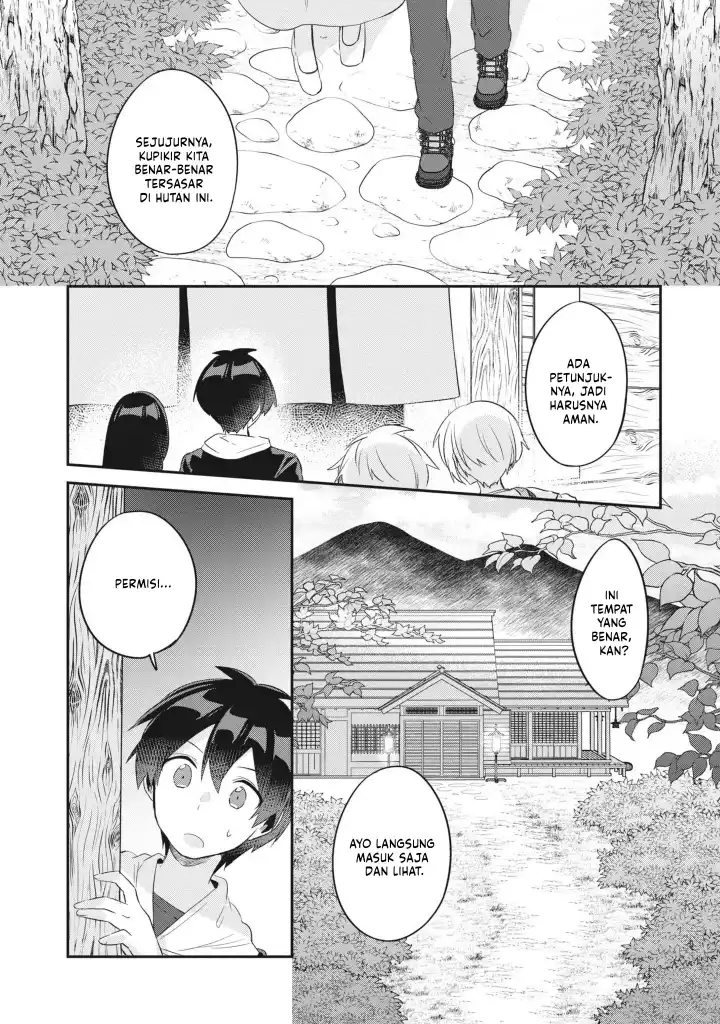 SEJUJURNYA,
KUPIKIR KITA
BENAR-BENAR
TERSASAR
DI HUTAN INI.
ADA
PETUNJUK-
NYA, JADI
HARUSNYA
AMAN.
INI
TEMPAT
YANG
BENAR,
KAN?
AYO LANGSUNG
MASUK SAJA
DAN LIHAT.
PERMISI...